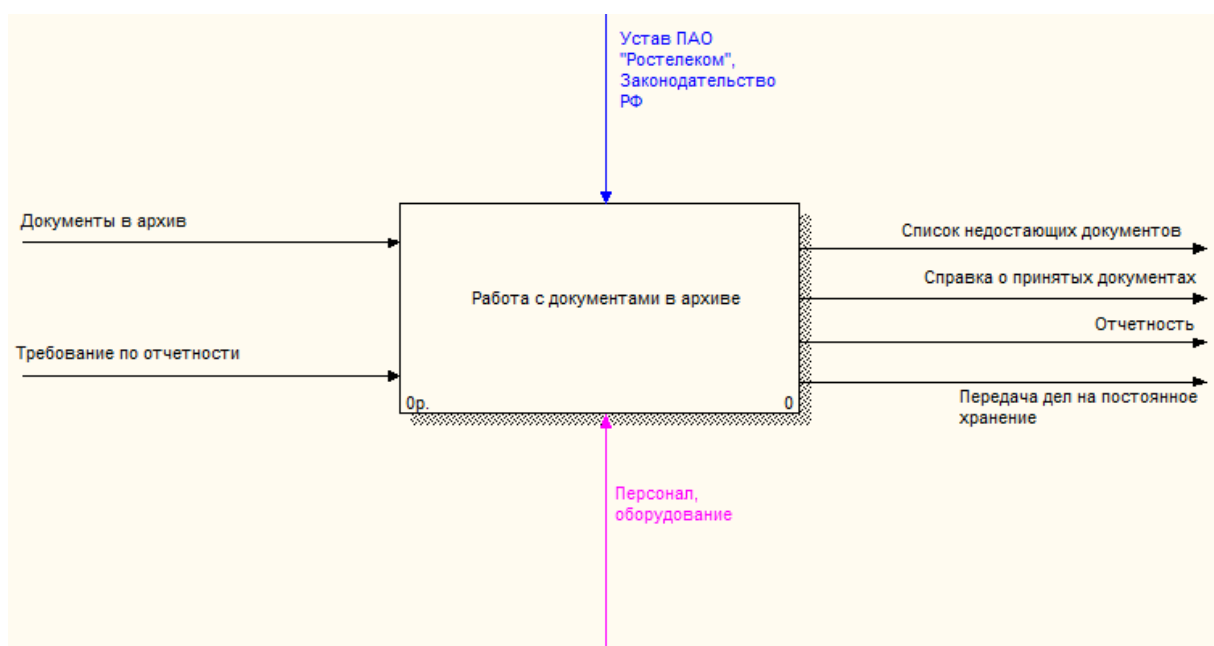 Устав ПАО
"Ростелеком",
Законодательство
РФ
Документы в архив
Требование по отчетности
Работа с документами в архиве
0р.
0
Список недостающих документов
Справка о принятых документах
Отчетность
Передача дел на постоянное
хранение
Персонал,
оборудование